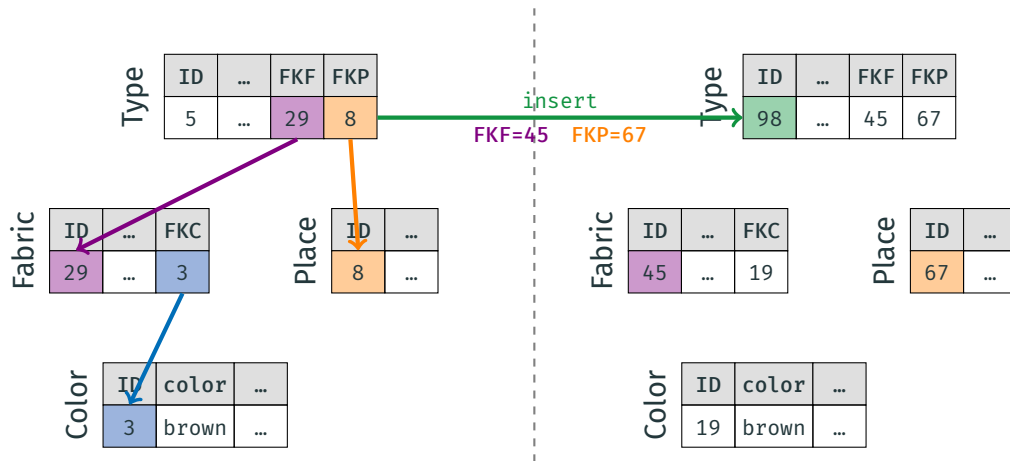 Type
ID … FKF FKP
5 … 29 8
insert
FKF=45 FKP=67
Type
ID … FKF FKP
98 … 45 67
Fabric
ID … FKC
29 … 3
Place
ID …
8 …
Fabric
ID … FKC
45 … 19
Place
ID …
67 …
Color
ID color …
3 brown …
Color
ID color …
19 brown …